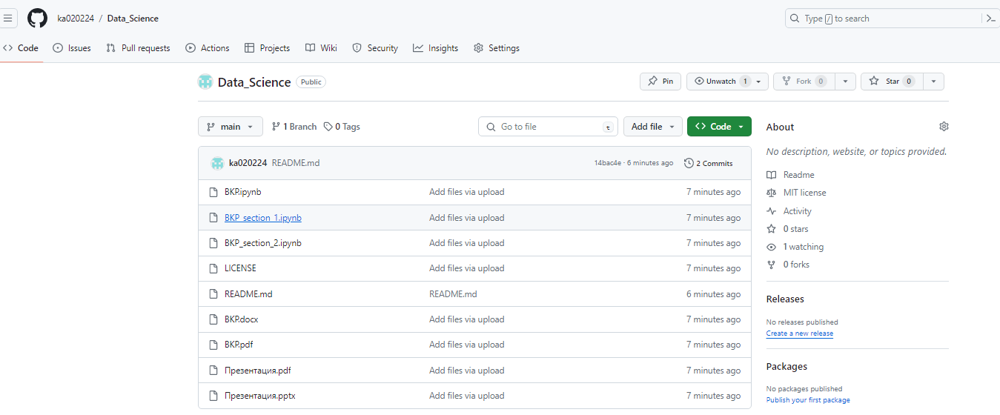 ka020224 / Data_Science
Type / to search
Code Issues Pull requests Actions Projects Wiki Security Insights Settings
Data_Science Public
Pin Unwatch 1 Fork 0 Star 0
main 1 Branch 0 Tags
Go to file t Add file Code
ka020224 README.md 14bac4e · 6 minutes ago 2 Commits
ВКР.ipynb Add files via upload 7 minutes ago
ВКР_section_1.ipynb Add files via upload 7 minutes ago
ВКР_section_2.ipynb Add files via upload 7 minutes ago
LICENSE Add files via upload 7 minutes ago
README.md README.md 6 minutes ago
ВКР.docx Add files via upload 7 minutes ago
ВКР.pdf Add files via upload 7 minutes ago
Презентация.pdf Add files via upload 7 minutes ago
Презентация.pptx Add files via upload 7 minutes ago
About
No description, website, or topics provided.
Readme
MIT license
Activity
0 stars
1 watching
0 forks
Releases
No releases published
Create a new release
Packages
No packages published
Publish your first package